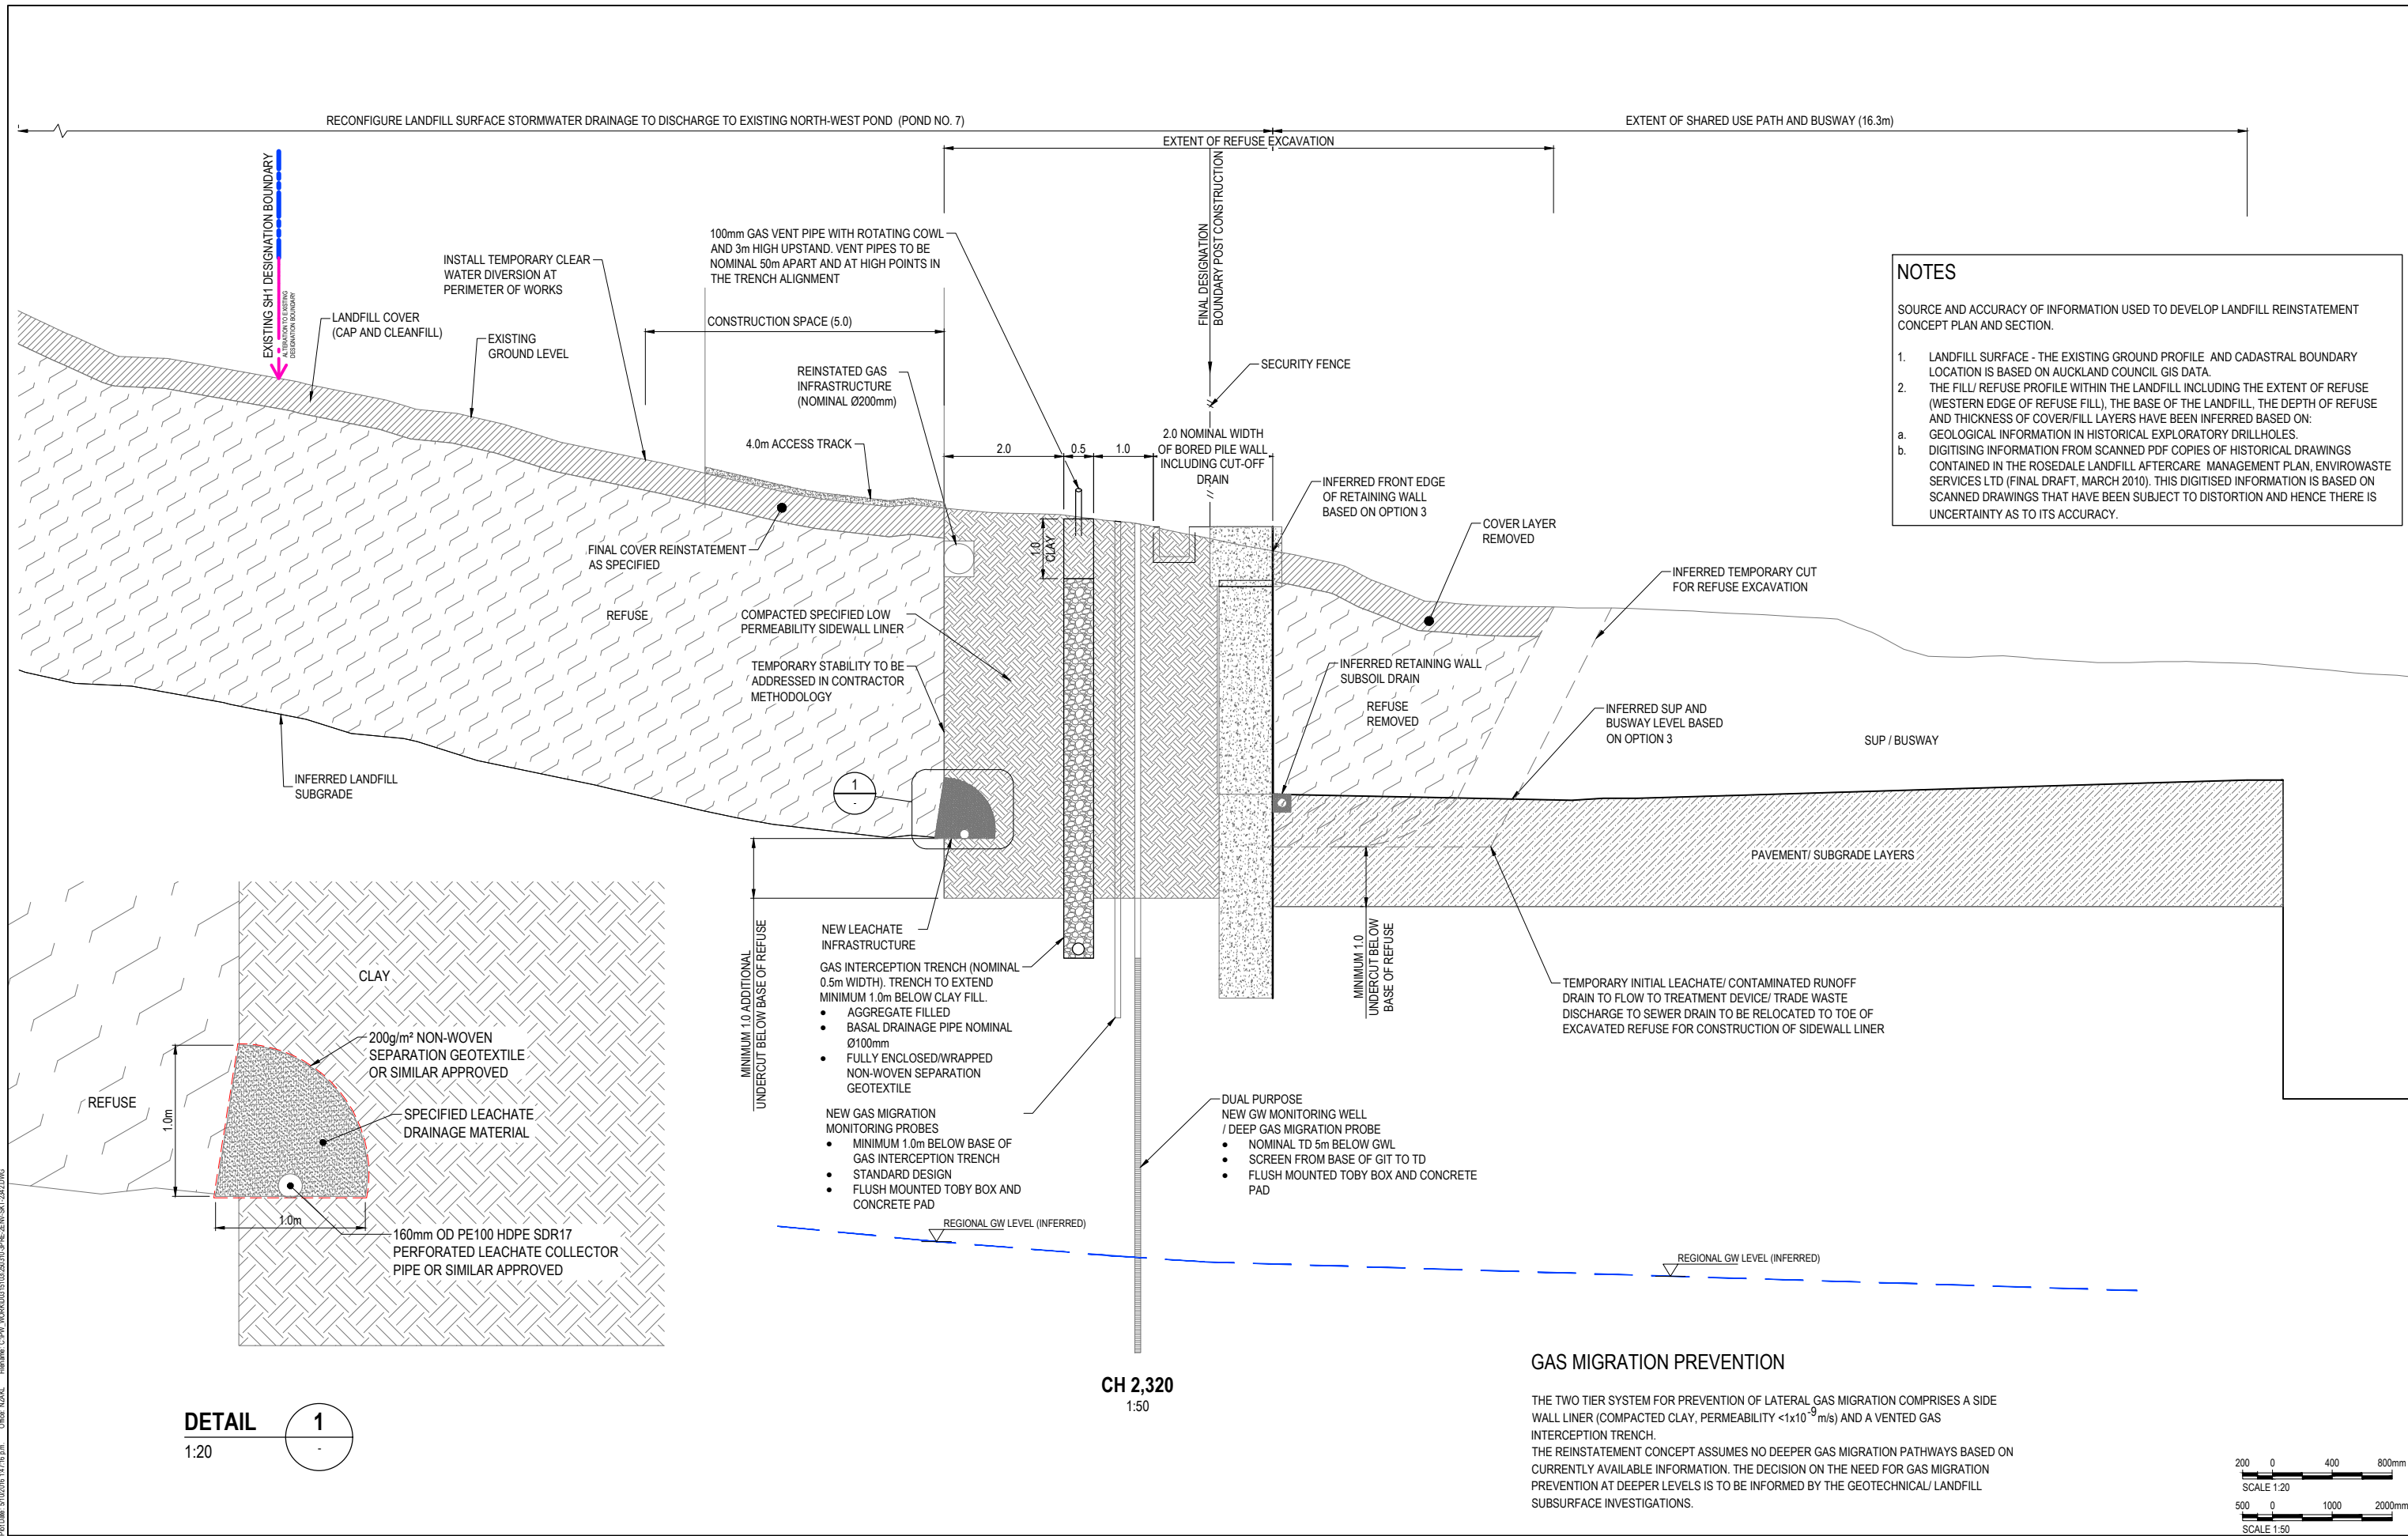 RECONFIGURE LANDFILL SURFACE STORMWATER DRAINAGE TO DISCHARGE TO EXISTING NORTH-WEST POND (POND NO. 7)
EXTENT OF SHARED USE PATH AND BUSWAY (16.3m)
EXTENT OF REFUSE EXCAVATION
EXISTING SH1 DESIGNATION BOUNDARY
ALTERATION TO EXISTING
DESIGNATION BOUNDARY
FINAL DESIGNATION
BOUNDARY POST CONSTRUCTION
100mm GAS VENT PIPE WITH ROTATING COWL
AND 3m HIGH UPSTAND. VENT PIPES TO BE
NOMINAL 50m APART AND AT HIGH POINTS IN
THE TRENCH ALIGNMENT
INSTALL TEMPORARY CLEAR
WATER DIVERSION AT
PERIMETER OF WORKS
LANDFILL COVER
(CAP AND CLEANFILL)
EXISTING
GROUND LEVEL
CONSTRUCTION SPACE (5.0)
REINSTATED GAS
INFRASTRUCTURE
(NOMINAL Ø200mm)
4.0m ACCESS TRACK
SECURITY FENCE
2.0
0.5
1.0
2.0 NOMINAL WIDTH
OF BORED PILE WALL
INCLUDING CUT-OFF
DRAIN
INFERRED FRONT EDGE
OF RETAINING WALL
BASED ON OPTION 3
COVER LAYER
REMOVED
INFERRED TEMPORARY CUT
FOR REFUSE EXCAVATION
NOTES
SOURCE AND ACCURACY OF INFORMATION USED TO DEVELOP LANDFILL REINSTATEMENT
CONCEPT PLAN AND SECTION.
1. LANDFILL SURFACE - THE EXISTING GROUND PROFILE AND CADASTRAL BOUNDARY
LOCATION IS BASED ON AUCKLAND COUNCIL GIS DATA.
2. THE FILL/ REFUSE PROFILE WITHIN THE LANDFILL INCLUDING THE EXTENT OF REFUSE
(WESTERN EDGE OF REFUSE FILL), THE BASE OF THE LANDFILL, THE DEPTH OF REFUSE
AND THICKNESS OF COVER/FILL LAYERS HAVE BEEN INFERRED BASED ON:
a. GEOLOGICAL INFORMATION IN HISTORICAL EXPLORATORY DRILLHOLES.
b. DIGITISING INFORMATION FROM SCANNED PDF COPIES OF HISTORICAL DRAWINGS
CONTAINED IN THE ROSEDALE LANDFILL AFTERCARE MANAGEMENT PLAN, ENVIROWASTE
SERVICES LTD (FINAL DRAFT, MARCH 2010). THIS DIGITISED INFORMATION IS BASED ON
SCANNED DRAWINGS THAT HAVE BEEN SUBJECT TO DISTORTION AND HENCE THERE IS
UNCERTAINTY AS TO ITS ACCURACY.
FINAL COVER REINSTATEMENT
AS SPECIFIED
1.0
CLAY
REFUSE
COMPACTED SPECIFIED LOW
PERMEABILITY SIDEWALL LINER
TEMPORARY STABILITY TO BE
ADDRESSED IN CONTRACTOR
METHODOLOGY
INFERRED RETAINING WALL
SUBSOIL DRAIN
REFUSE
REMOVED
INFERRED SUP AND
BUSWAY LEVEL BASED
ON OPTION 3
SUP / BUSWAY
INFERRED LANDFILL
SUBGRADE
1
-
PAVEMENT/ SUBGRADE LAYERS
MINIMUM 1.0 ADDITIONAL
UNDERCUT BELOW BASE OF REFUSE
NEW LEACHATE
INFRASTRUCTURE
GAS INTERCEPTION TRENCH (NOMINAL
0.5m WIDTH). TRENCH TO EXTEND
MINIMUM 1.0m BELOW CLAY FILL.
• AGGREGATE FILLED
• BASAL DRAINAGE PIPE NOMINAL
Ø100mm
• FULLY ENCLOSED/WRAPPED
NON-WOVEN SEPARATION
GEOTEXTILE
NEW GAS MIGRATION
MONITORING PROBES
• MINIMUM 1.0m BELOW BASE OF
GAS INTERCEPTION TRENCH
• STANDARD DESIGN
• FLUSH MOUNTED TOBY BOX AND
CONCRETE PAD
MINIMUM 1.0
UNDERCUT BELOW
BASE OF REFUSE
TEMPORARY INITIAL LEACHATE/ CONTAMINATED RUNOFF
DRAIN TO FLOW TO TREATMENT DEVICE/ TRADE WASTE
DISCHARGE TO SEWER DRAIN TO BE RELOCATED TO TOE OF
EXCAVATED REFUSE FOR CONSTRUCTION OF SIDEWALL LINER
DUAL PURPOSE
NEW GW MONITORING WELL
/ DEEP GAS MIGRATION PROBE
• NOMINAL TD 5m BELOW GWL
• SCREEN FROM BASE OF GIT TO TD
• FLUSH MOUNTED TOBY BOX AND CONCRETE
PAD
CLAY
200g/m² NON-WOVEN
SEPARATION GEOTEXTILE
OR SIMILAR APPROVED
REFUSE
1.0m
SPECIFIED LEACHATE
DRAINAGE MATERIAL
1.0m
160mm OD PE100 HDPE SDR17
PERFORATED LEACHATE COLLECTOR
PIPE OR SIMILAR APPROVED
REGIONAL GW LEVEL (INFERRED)
REGIONAL GW LEVEL (INFERRED)
CH 2,320
1:50
DETAIL
1
-
1:20
GAS MIGRATION PREVENTION
THE TWO TIER SYSTEM FOR PREVENTION OF LATERAL GAS MIGRATION COMPRISES A SIDE
WALL LINER (COMPACTED CLAY, PERMEABILITY <1x10⁻⁹m/s) AND A VENTED GAS
INTERCEPTION TRENCH.
THE REINSTATEMENT CONCEPT ASSUMES NO DEEPER GAS MIGRATION PATHWAYS BASED ON
CURRENTLY AVAILABLE INFORMATION. THE DECISION ON THE NEED FOR GAS MIGRATION
PREVENTION AT DEEPER LEVELS IS TO BE INFORMED BY THE GEOTECHNICAL/ LANDFILL
SUBSURFACE INVESTIGATIONS.
200 0 400 800mm
SCALE 1:20
500 0 1000 2000mm
SCALE 1:50